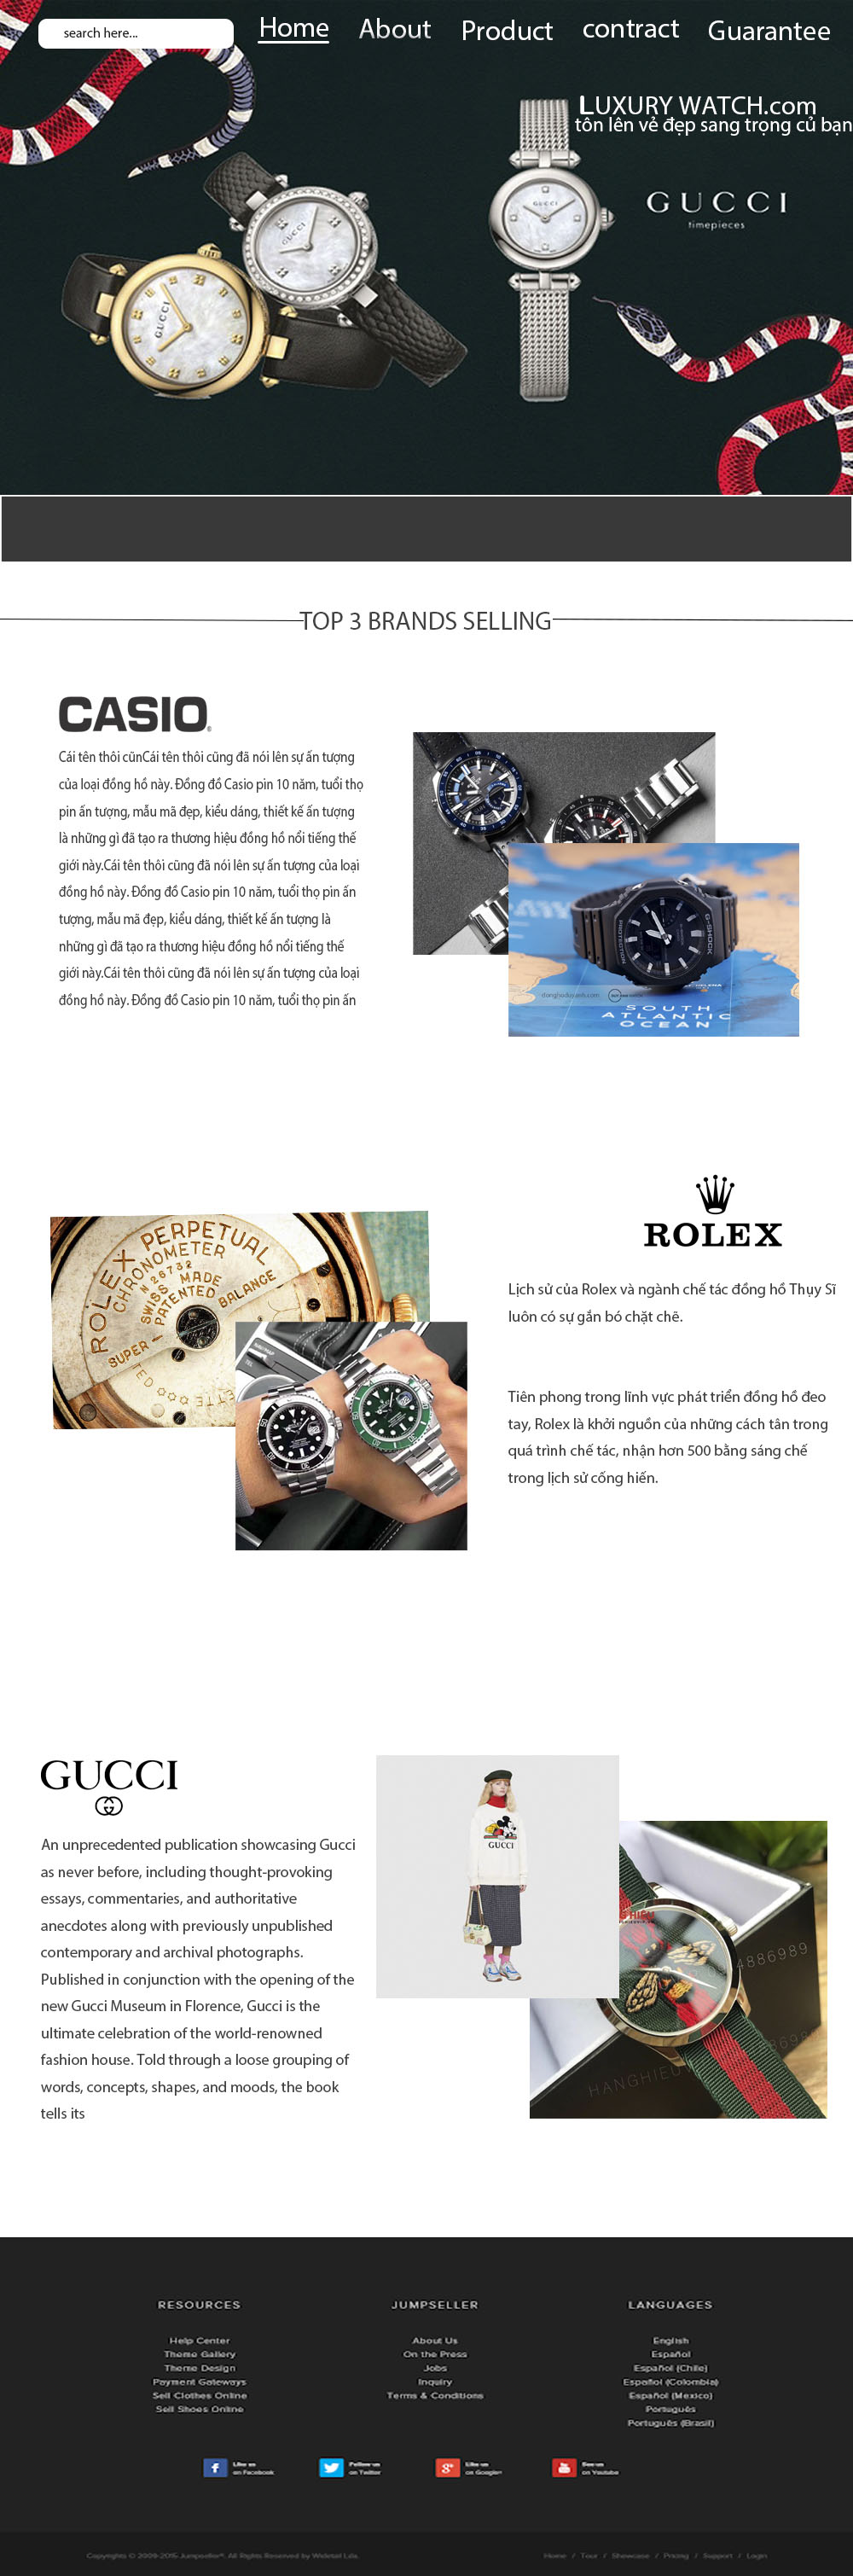 search here...
Home About Product contract Guarantee
LUXURY WATCH.com
tôn lên vẻ đẹp sang trọng củ bạn
GUCCI
timepieces
GUCCI
GUCCI
GUCCI
TOP 3 BRANDS SELLING
CASIO
Cái tên thôi cũnCái tên thôi cũng đã nói lên sự ấn tượng
của loại đồng hồ này. Đồng đồ Casio pin 10 năm, tuổi thọ
pin ấn tượng, mẫu mã đẹp, kiểu dáng, thiết kế ấn tượng
là những gì đã tạo ra thương hiệu đồng hồ nổi tiếng thế
giới này.Cái tên thôi cũng đã nói lên sự ấn tượng của loại
đồng hồ này. Đồng đồ Casio pin 10 năm, tuổi thọ pin ấn
tượng, mẫu mã đẹp, kiểu dáng, thiết kế ấn tượng là
những gì đã tạo ra thương hiệu đồng hồ nổi tiếng thế
giới này.Cái tên thôi cũng đã nói lên sự ấn tượng của loại
đồng hồ này. Đồng đồ Casio pin 10 năm, tuổi thọ pin ấn
PROTECTION
G-SHOCK
SOUTH
ATLANTIC
OCEAN
ROLEX
Lịch sử của Rolex và ngành chế tác đồng hồ Thụy Sĩ
luôn có sự gắn bó chặt chẽ.
Tiên phong trong lĩnh vực phát triển đồng hồ đeo
tay, Rolex là khởi nguồn của những cách tân trong
quá trình chế tác, nhận hơn 500 bằng sáng chế
trong lịch sử cống hiến.
ROLEX PERPETUAL
CHRONOMETER
N 26732
SWISS MADE
PATENTED
SUPER - BALANCE
GUCCI
An unprecedented publication showcasing Gucci
as never before, including thought-provoking
essays, commentaries, and authoritative
anecdotes along with previously unpublished
contemporary and archival photographs.
Published in conjunction with the opening of the
new Gucci Museum in Florence, Gucci is the
ultimate celebration of the world-renowned
fashion house. Told through a loose grouping of
words, concepts, shapes, and moods, the book
tells its
GUCCI
HIEU
4886989
HANGHIEU
RESOURCES
Help Center
Theme Gallery
Theme Design
Payment Gateways
Sell Clothes Online
Sell Shoes Online
JUMPSELLER
About Us
On the Press
Jobs
Inquiry
Terms & Conditions
LANGUAGES
English
Español
Español (Chile)
Español (Colombia)
Español (Mexico)
Português
Português (Brasil)
Like us
on Facebook
Follow us
on Twitter
Like us
on Google+
See us
on Youtube
Copyrights © 2009-2015 Jumpseller®. All Rights Reserved by Wisketall Lda.
Home / Tour / Showcase / Pricing / Support / Login